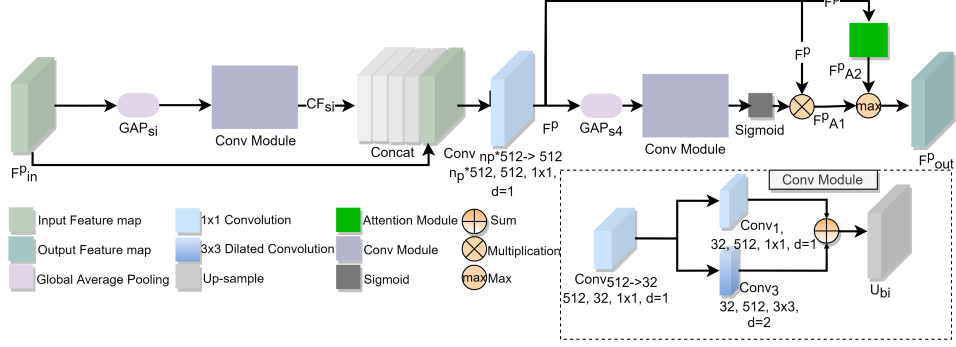 Fp
F^p_in
GAP_si
Conv Module
CF_si
Concat
Conv np*512-> 512
n_p*512, 512, 1x1,
d=1
F^p
GAP_s4
Conv Module
Sigmoid
F^p
F^p_A1
F^p_A2
max
F^p_out
Input Feature map
Output Feature map
Global Average Pooling
1x1 Convolution
3x3 Dilated Convolution
Up-sample
Attention Module
Conv Module
Sigmoid
Sum
Multiplication
max Max
Conv Module
Conv_512->32
512, 32, 1x1, d=1
Conv_1,
32, 512, 1x1, d=1
Conv_3
32, 512, 3x3,
d=2
U_bi